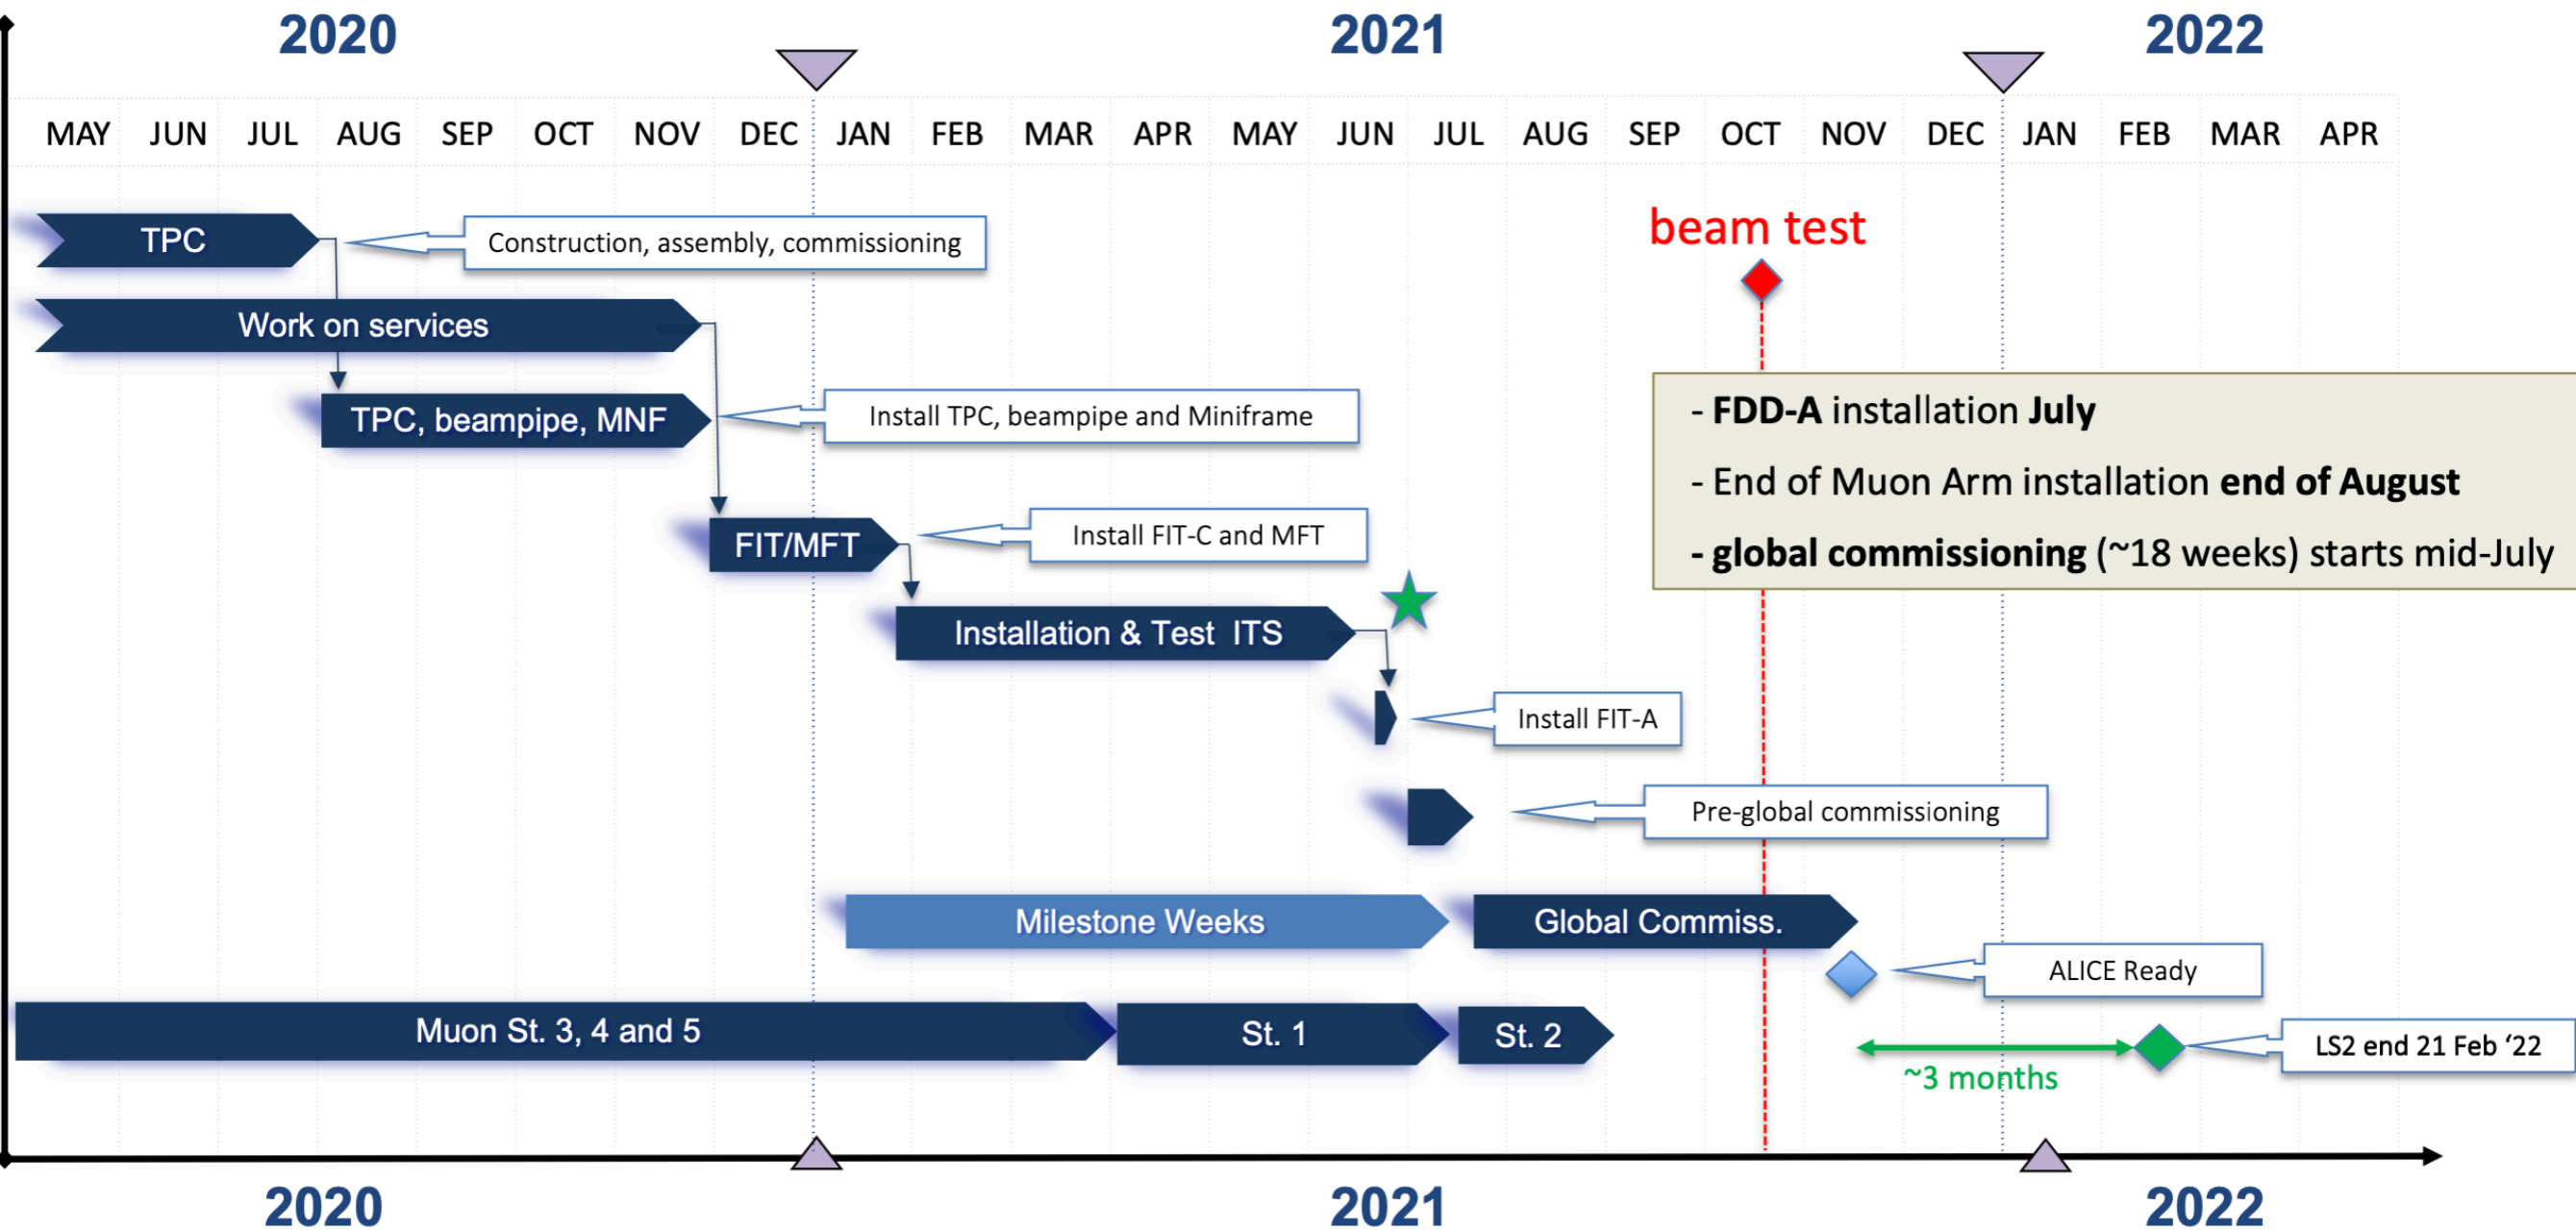 2020 2021 2022
MAY JUN JUL AUG SEP OCT NOV DEC JAN FEB MAR APR MAY JUN JUL AUG SEP OCT NOV DEC JAN FEB MAR APR
beam test
TPC
Construction, assembly, commissioning
Work on services
TPC, beampipe, MNF
Install TPC, beampipe and Miniframe
- FDD-A installation July
- End of Muon Arm installation end of August
- global commissioning (~18 weeks) starts mid-July
FIT/MFT
Install FIT-C and MFT
Installation & Test ITS
Install FIT-A
Pre-global commissioning
Milestone Weeks
Global Commiss.
ALICE Ready
Muon St. 3, 4 and 5
St. 1
St. 2
LS2 end 21 Feb ‘22
~3 months
2020 2021 2022